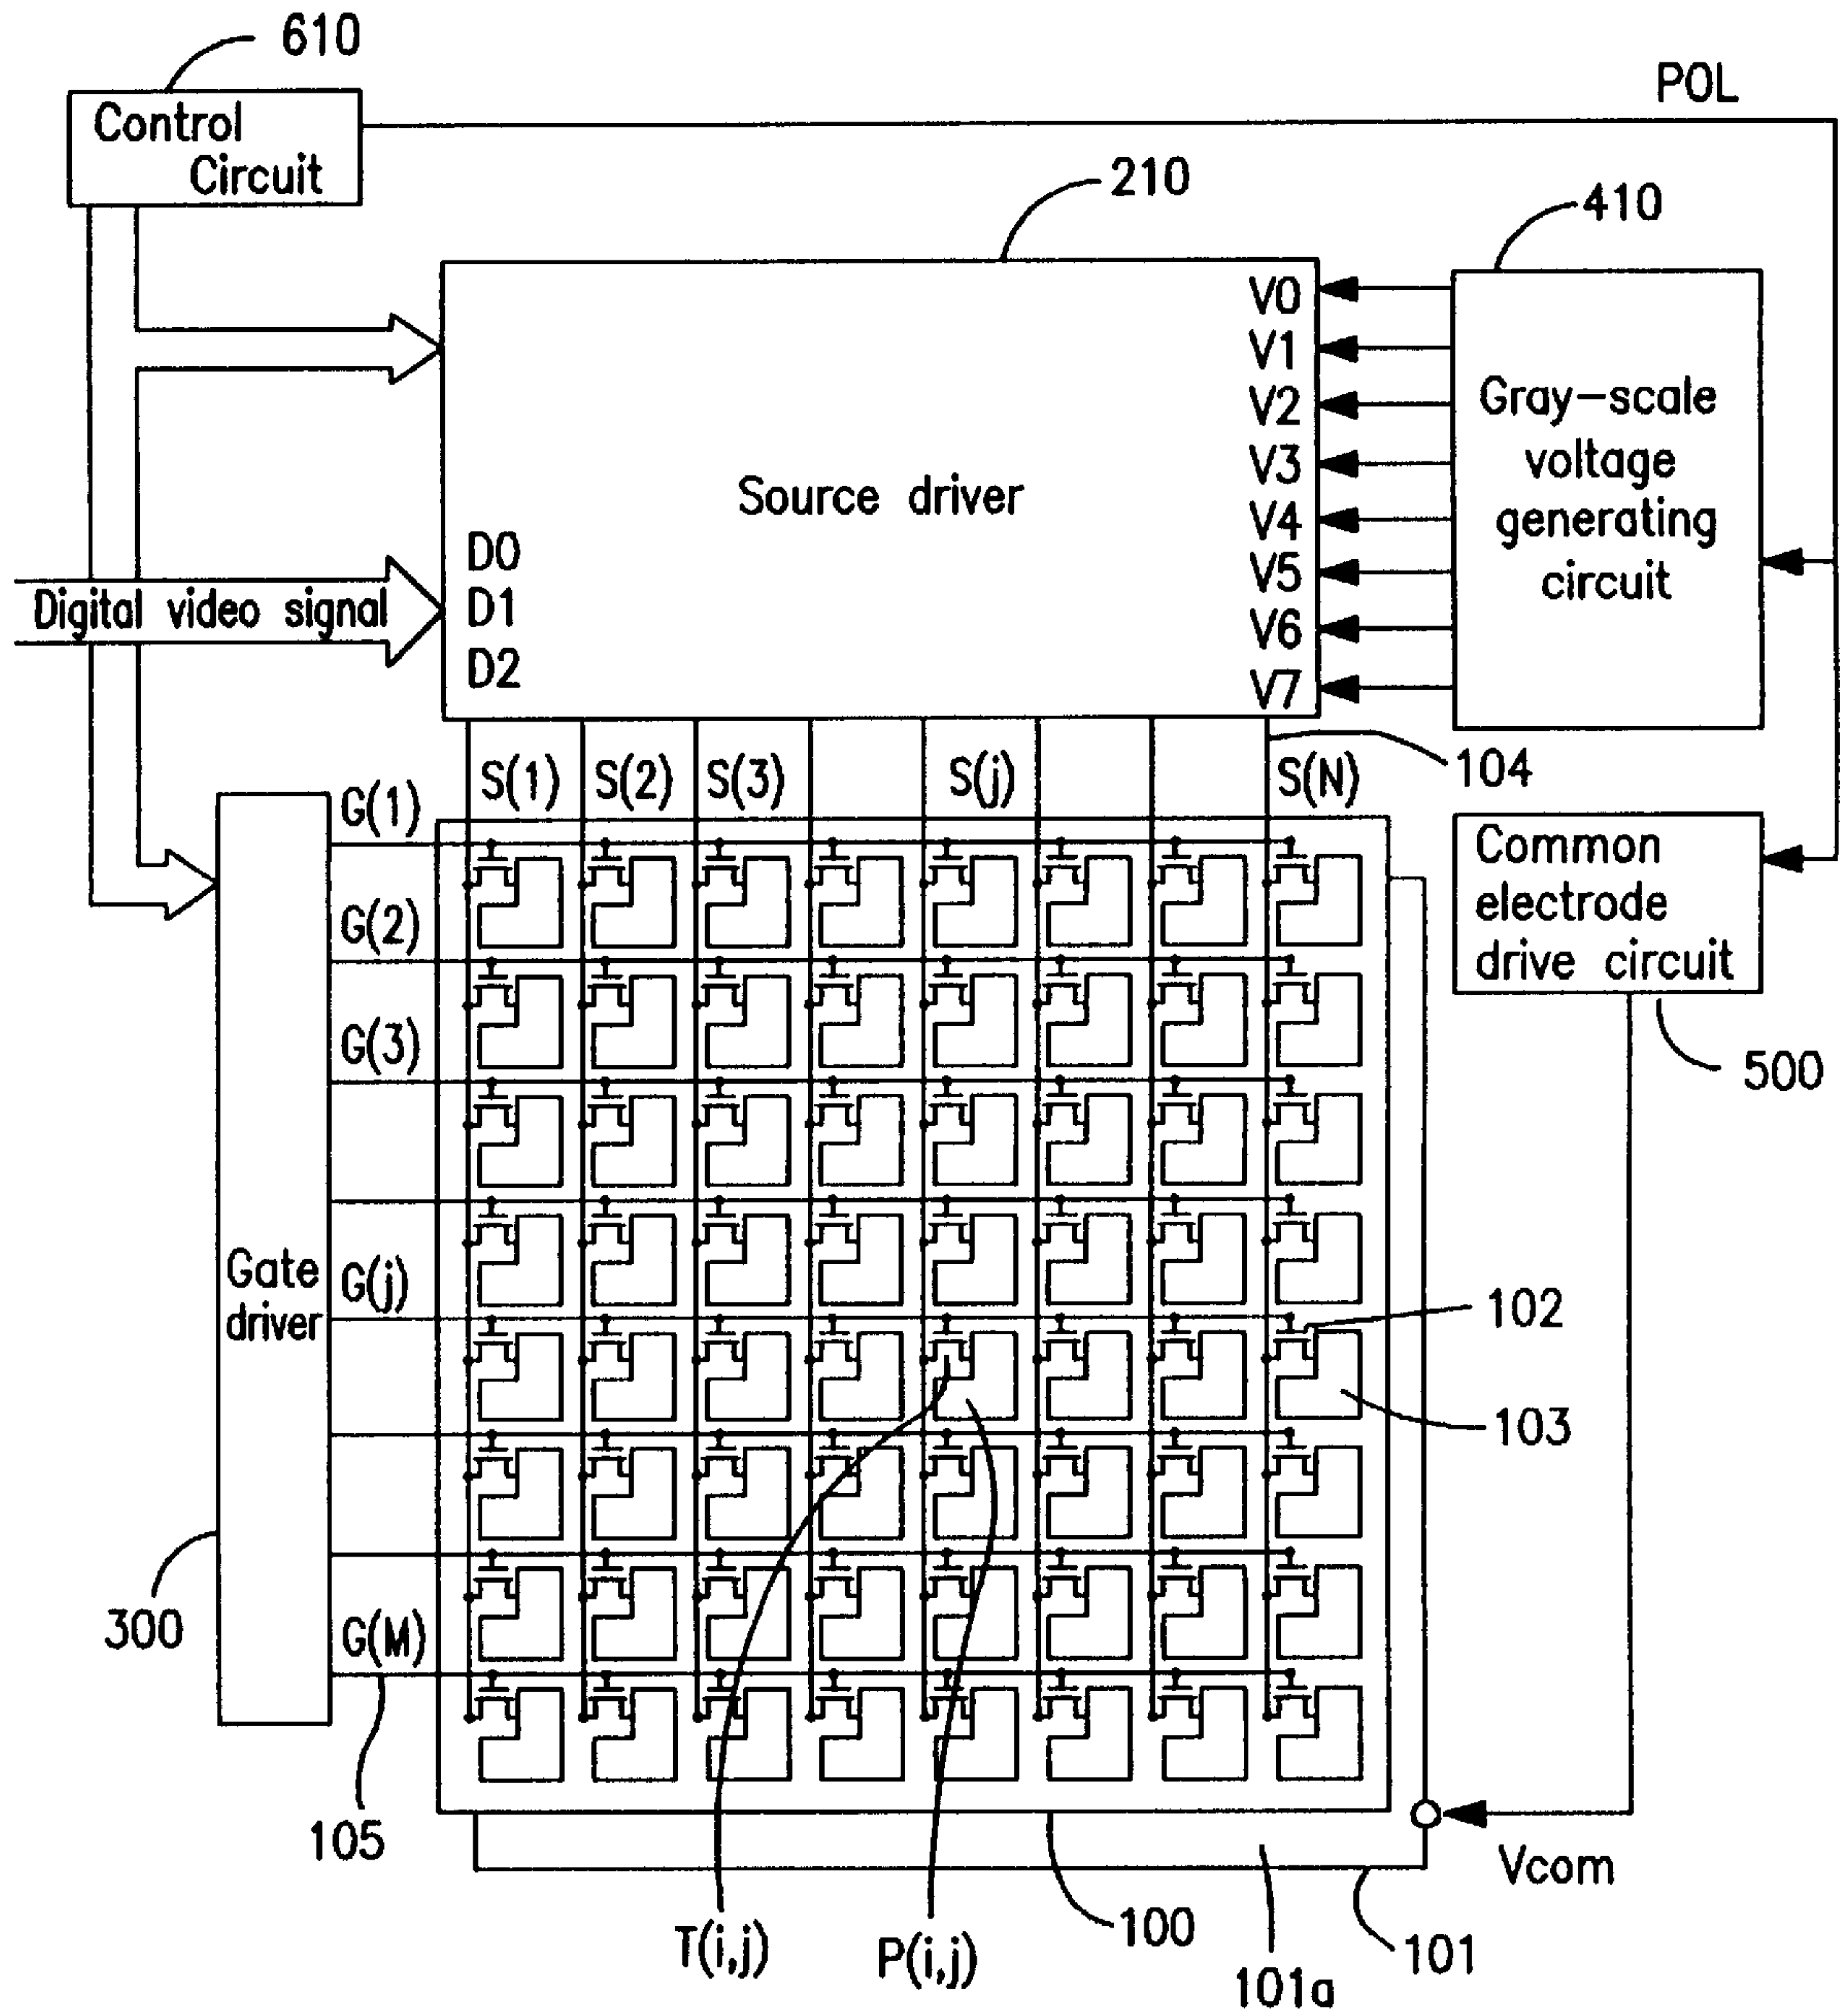 610
POL
Control
Circuit
210
410
V0
V1
V2
V3
V4
V5
V6
V7
Gray-scale
voltage
generating
circuit
Source driver
D0
D1
D2
Digital video signal
S(1)
S(2)
S(3)
S(j)
S(N)
104
G(1)
G(2)
G(3)
G(j)
G(M)
Common
electrode
drive circuit
500
Gate
driver
102
103
300
105
Vcom
T(i,j)
P(i,j)
100
101a
101